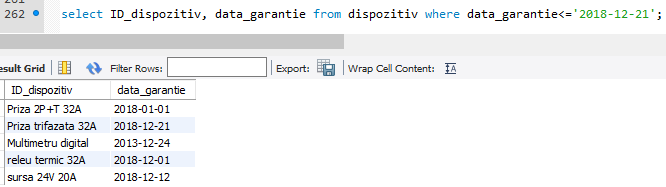 262 select ID_dispozitiv, data_garantie from dispozitiv where data_garantie<='2018-12-21';
esult Grid Filter Rows: Export: Wrap Cell Content:
ID_dispozitiv data_garantie
Priza 2P+T 32A 2018-01-01
Priza trifazata 32A 2018-12-21
Multimetru digital 2013-12-24
releu termic 32A 2018-12-01
sursa 24V 20A 2018-12-12